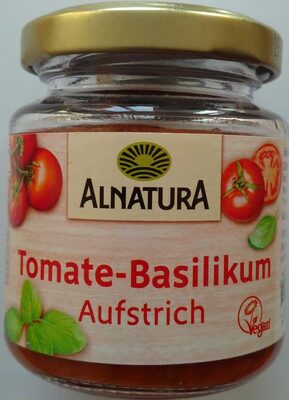 ALNATURA
Tomate-Basilikum
Aufstrich
Vegan!